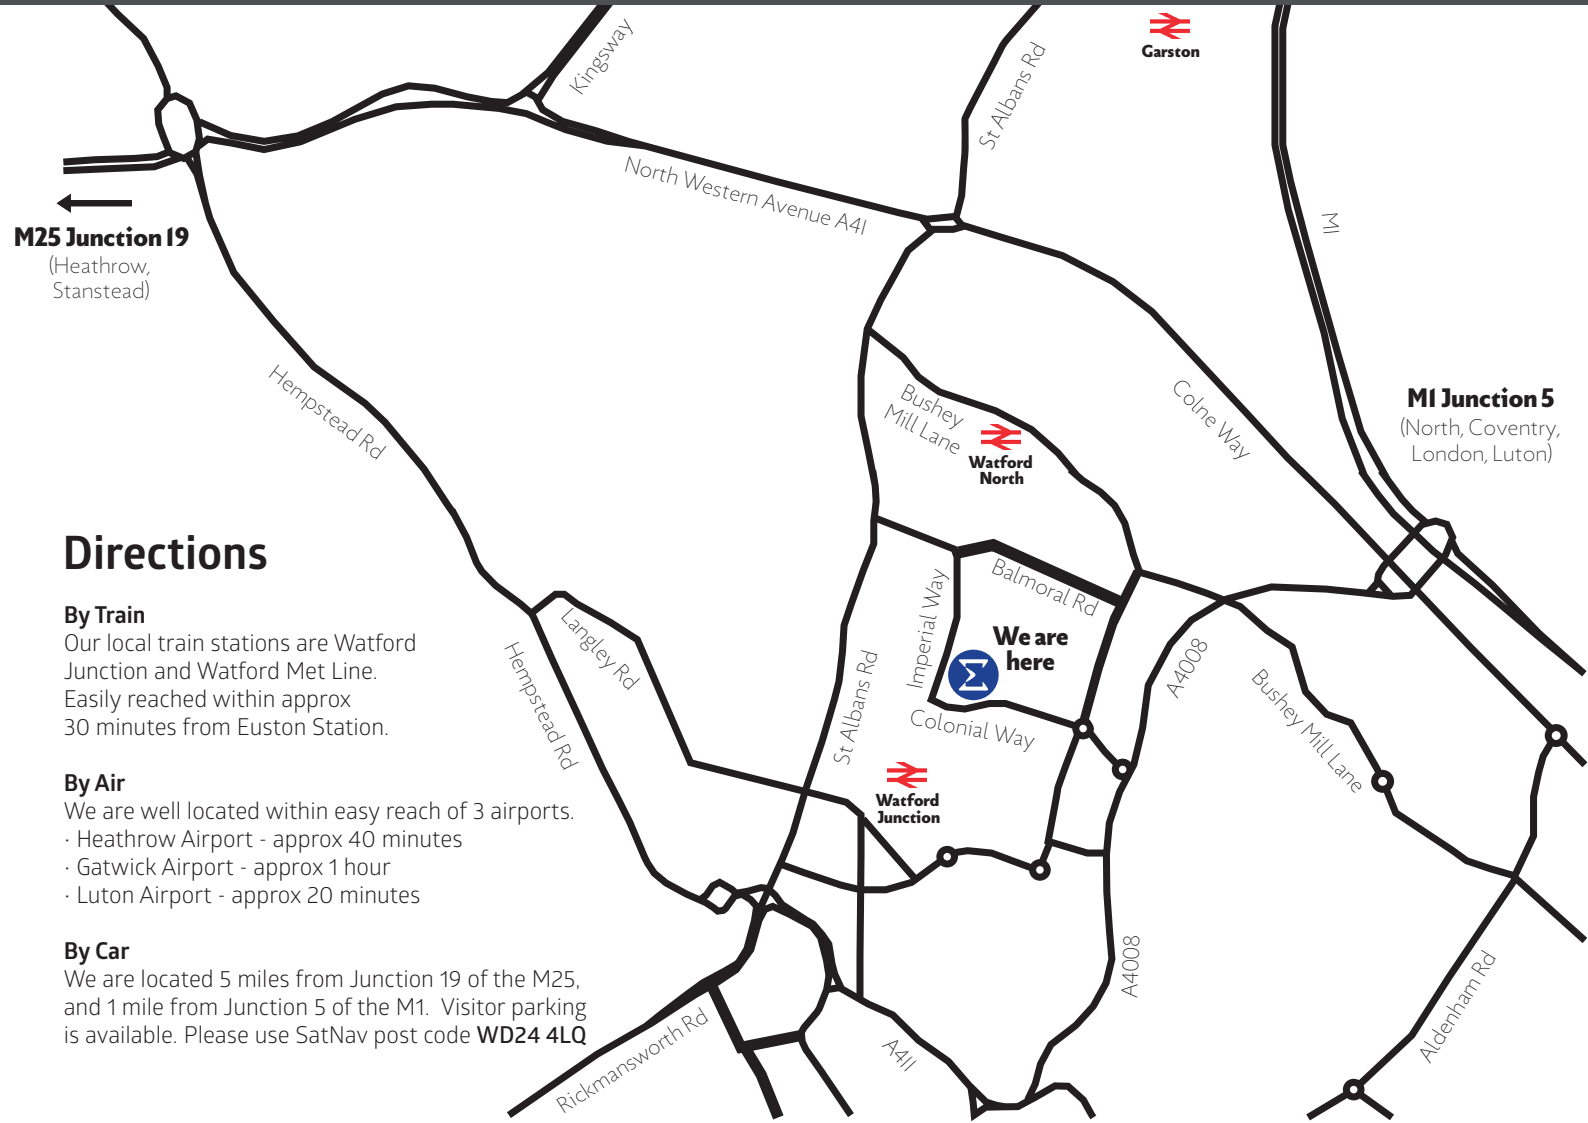 Garston
Kingsway
St Albans Rd
North Western Avenue A41
M1
M25 Junction 19
(Heathrow,
Stanstead)
Hempstead Rd
Bushey
Mill Lane
Colne Way
M1 Junction 5
(North, Coventry,
London, Luton)
Watford
North
Directions
By Train
Our local train stations are Watford
Junction and Watford Met Line.
Easily reached within approx
30 minutes from Euston Station.
By Air
We are well located within easy reach of 3 airports.
· Heathrow Airport - approx 40 minutes
· Gatwick Airport - approx 1 hour
· Luton Airport - approx 20 minutes
By Car
We are located 5 miles from Junction 19 of the M25,
and 1 mile from Junction 5 of the M1. Visitor parking
is available. Please use SatNav post code WD24 4LQ
Langley Rd
Hempstead Rd
Imperial Way
Balmoral Rd
We are
here
Σ
St Albans Rd
Colonial Way
A4008
Bushey Mill Lane
Watford
Junction
A4008
Aldenham Rd
Rickmansworth Rd
A411